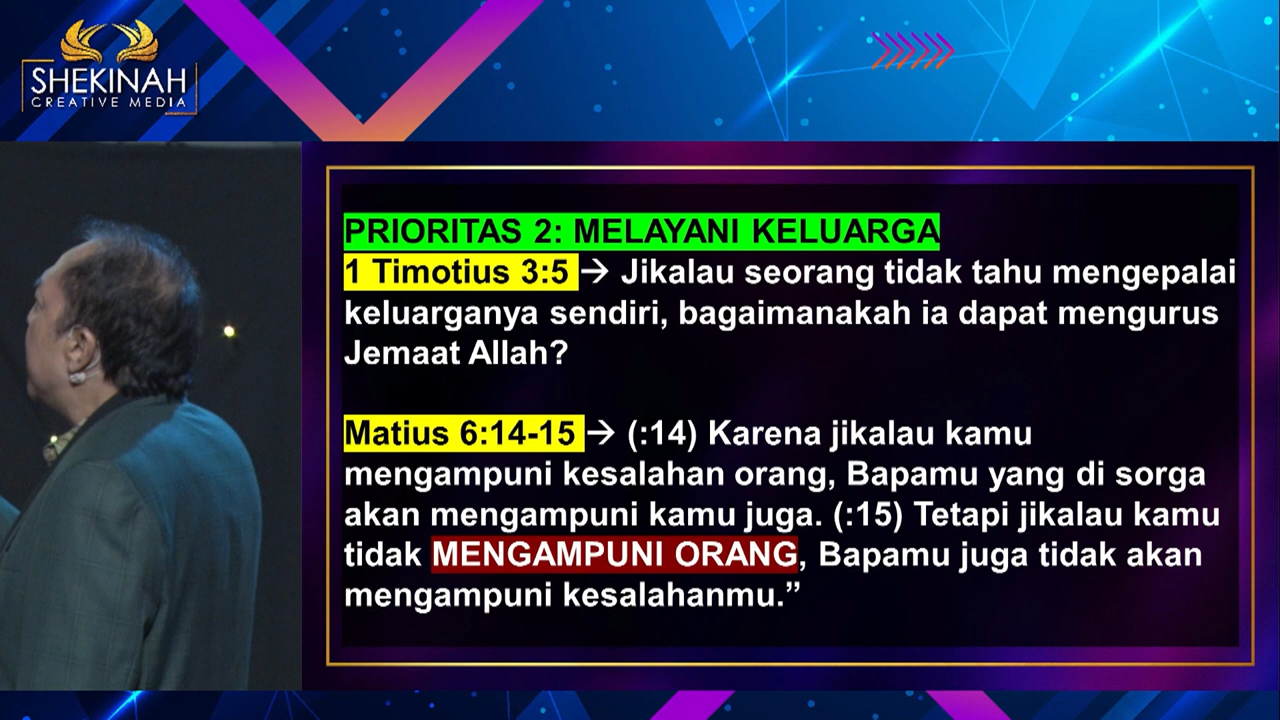 SHEKINAH
CREATIVE MEDIA
PRIORITAS 2: MELAYANI KELUARGA
1 Timotius 3:5 → Jikalau seorang tidak tahu mengepalai
keluarganya sendiri, bagaimanakah ia dapat mengurus
Jemaat Allah?
Matius 6:14-15 → (:14) Karena jikalau kamu
mengampuni kesalahan orang, Bapamu yang di sorga
akan mengampuni kamu juga. (:15) Tetapi jikalau kamu
tidak MENGAMPUNI ORANG, Bapamu juga tidak akan
mengampuni kesalahanmu.”